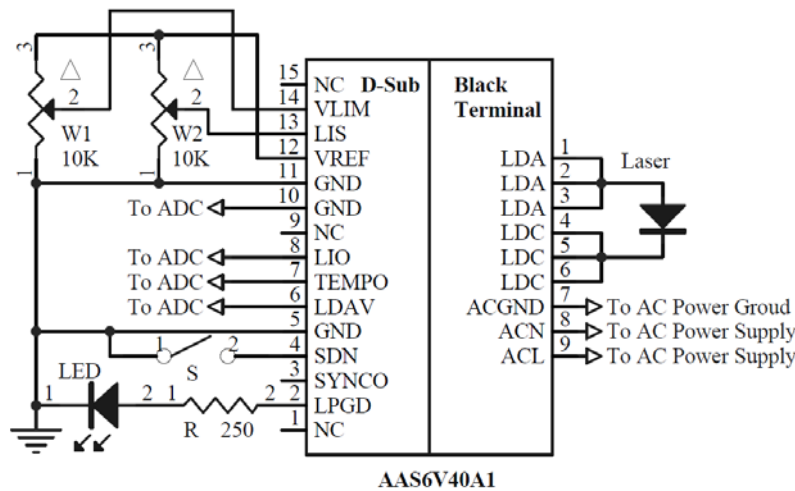 3
3
△
△
2
2
W1
10K
W2
10K
1
1
15 NC D-Sub Black
14 VLIM Terminal
13 LIS
12 VREF LDA 1 Laser
11 GND LDA 2
To ADC 10 GND LDA 3
9 NC LDC 4
To ADC 8 LIO LDC 5
To ADC 7 TEMPO LDC 6
To ADC 6 LDAV ACGND 7 To AC Power Groud
5 GND ACN 8 To AC Power Supply
1 2 4 SDN ACL 9 To AC Power Supply
S
LED
3 SYNCO
1 2 1 2 2 LPGD
R 250
1 NC
AAS6V40A1